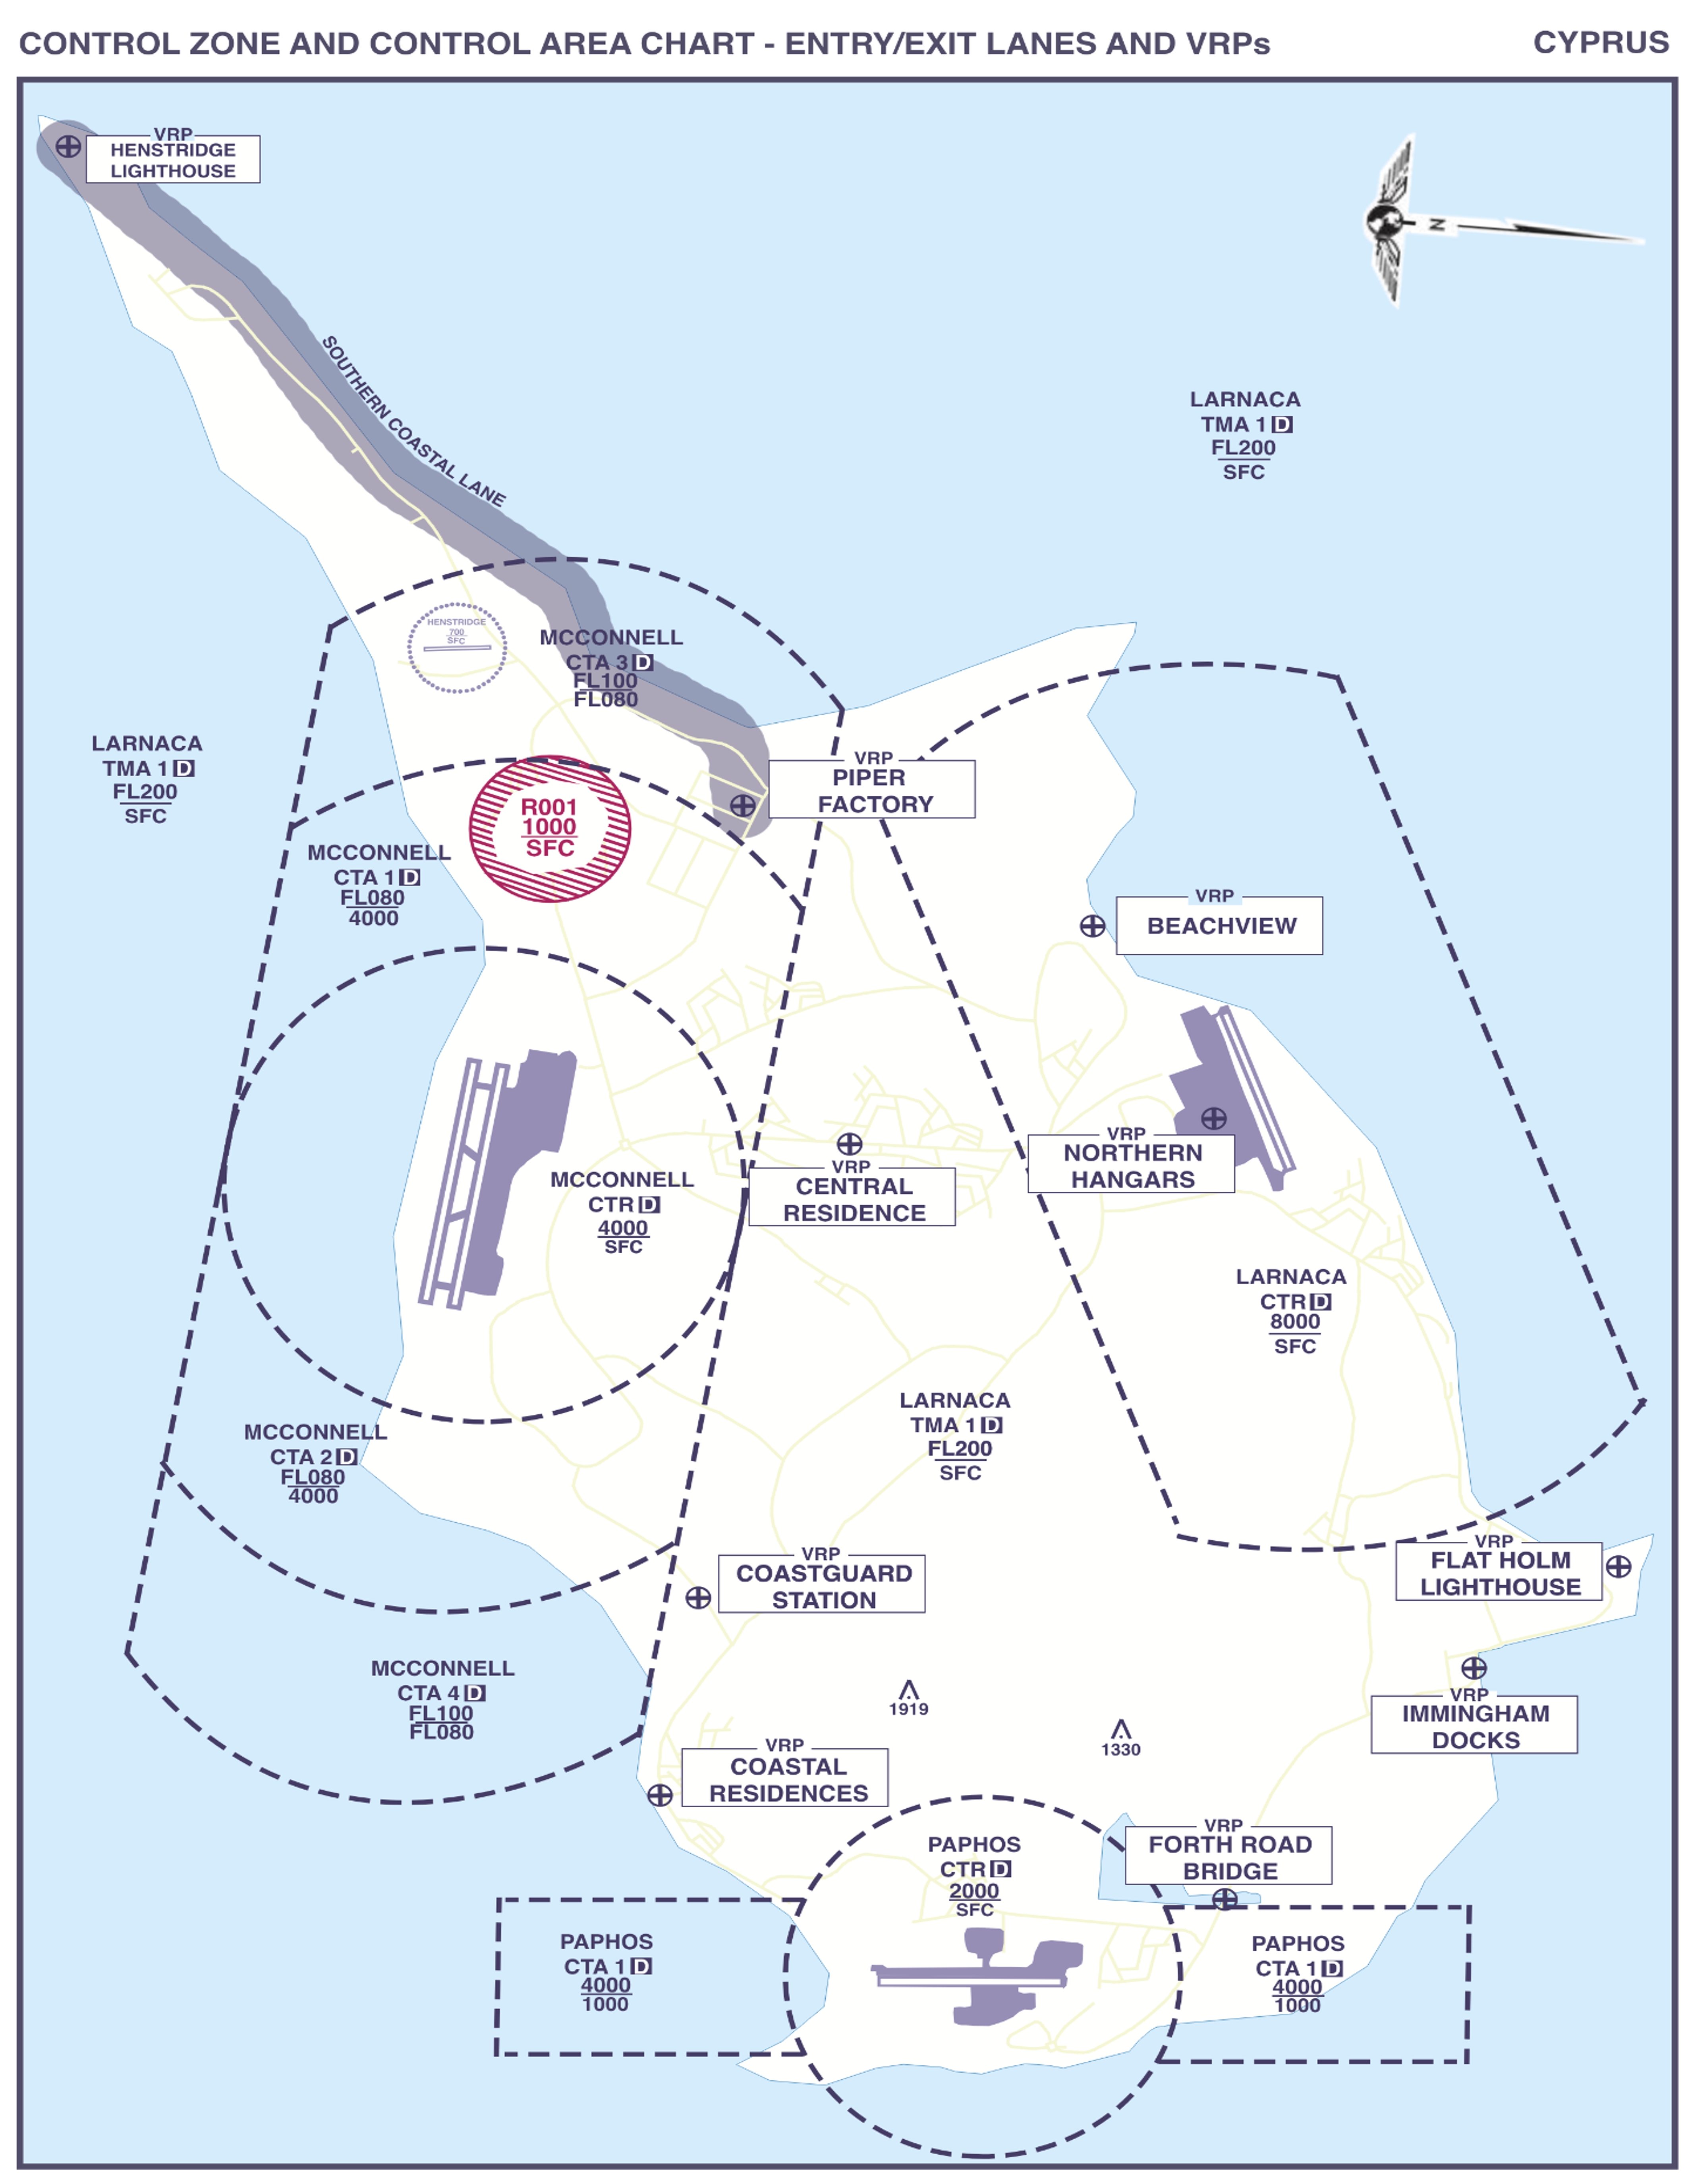 CONTROL ZONE AND CONTROL AREA CHART - ENTRY/EXIT LANES AND VRPs
CYPRUS
VRP
HENSTRIDGE
LIGHTHOUSE
N
SOUTHERN COASTAL LANE
LARNACA
TMA 1 D
FL200
SFC
HENSTRIDGE
700
SFC
MCCONNELL
CTA 3 D
FL100
FL080
LARNACA
TMA 1 D
FL200
SFC
VRP
PIPER
FACTORY
R001
1000
SFC
MCCONNELL
CTA 1 D
FL080
4000
VRP
BEACHVIEW
VRP
NORTHERN
HANGARS
VRP
CENTRAL
RESIDENCE
MCCONNELL
CTR D
4000
SFC
LARNACA
CTR D
8000
SFC
LARNACA
TMA 1 D
FL200
SFC
MCCONNELL
CTA 2 D
FL080
4000
VRP
COASTGUARD
STATION
VRP
FLAT HOLM
LIGHTHOUSE
MCCONNELL
CTA 4 D
FL100
FL080
1919
1330
VRP
IMMINGHAM
DOCKS
VRP
COASTAL
RESIDENCES
VRP
FORTH ROAD
BRIDGE
PAPHOS
CTR D
2000
SFC
PAPHOS
CTA 1 D
4000
1000
PAPHOS
CTA 1 D
4000
1000